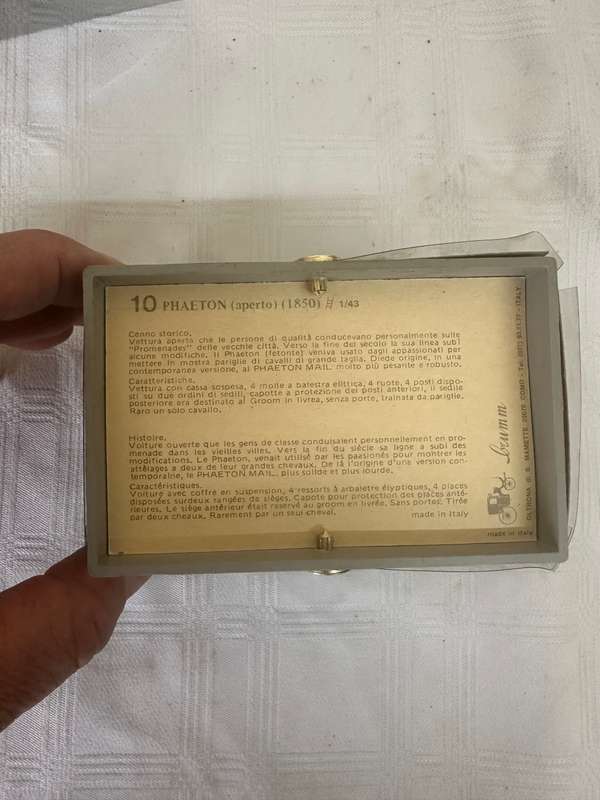 10 PHAETON (aperto) (1850) 1/43
Cenno storico.
Vettura aperta che le persone di qualità conducevano personalmente sulle
"Promenades" delle vecchie città. Verso la fine del secolo la sua linea subì
alcune modifiche. Il Phaeton (fetonte) veniva usato dagli appassionati per
mettere in mostra pariglie di cavalli di grande taglia. Diede origine, in una
contemporanea versione, al PHAETON MAIL. molto più pesante e robusto.
Caratteristiche.
Vettura con cassa sospesa, 4 molle a balestra elittica, 4 ruote, 4 posti dispo-
sti su due ordini di sedili, capotte a protezione dei posti anteriori, il sedile
posteriore era destinato al Groom in livrea, senza porte, trainata da pariglie.
Raro un solo cavallo.
Histoire.
Voiture ouverte que les gens de classe conduisaient personnellement en pro-
menade dans les vieilles villes. Vers la fin du siècle sa ligne a subi des
modifications. Le Phaeton, venait utilisé par les passionés pour montrer les
attélages a deux de leur grandes chevaux. De là l'origine d'une version con-
temporaine, le PHAETON MAIL. plus solide et plus lourde.
Caractéristiques.
Voiture avec coffre en suspension, 4 ressorts à arbalètre élyptiques, 4 places
disposées surdeux rangées de sièges. Capote pour protection des places anté-
rieures. Le siège antérieur était reservé au groom en livrée. Sans portes. Tirée
par deux cheaux. Rarement par un seul cheval.
made in Italy
Brumm
OLTRONA di S. MAMETTE, 22070 COMO - Tel. (031) - ITALY
made in Italy